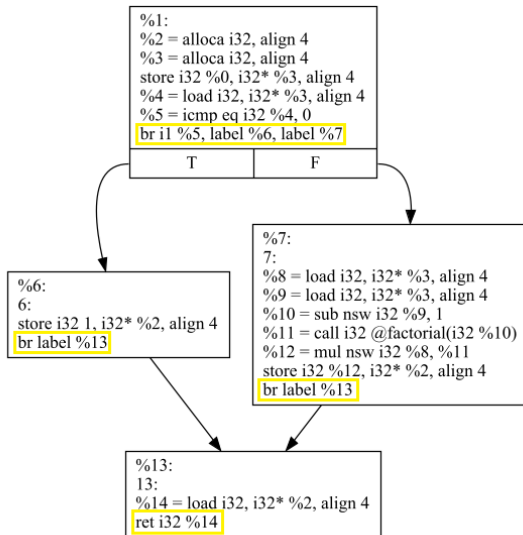 %1:
%2 = alloca i32, align 4
%3 = alloca i32, align 4
store i32 %0, i32* %3, align 4
%4 = load i32, i32* %3, align 4
%5 = icmp eq i32 %4, 0
br i1 %5, label %6, label %7
T
F
%6:
6:
store i32 1, i32* %2, align 4
br label %13
%7:
7:
%8 = load i32, i32* %3, align 4
%9 = load i32, i32* %3, align 4
%10 = sub nsw i32 %9, 1
%11 = call i32 @factorial(i32 %10)
%12 = mul nsw i32 %8, %11
store i32 %12, i32* %2, align 4
br label %13
%13:
13:
%14 = load i32, i32* %2, align 4
ret i32 %14